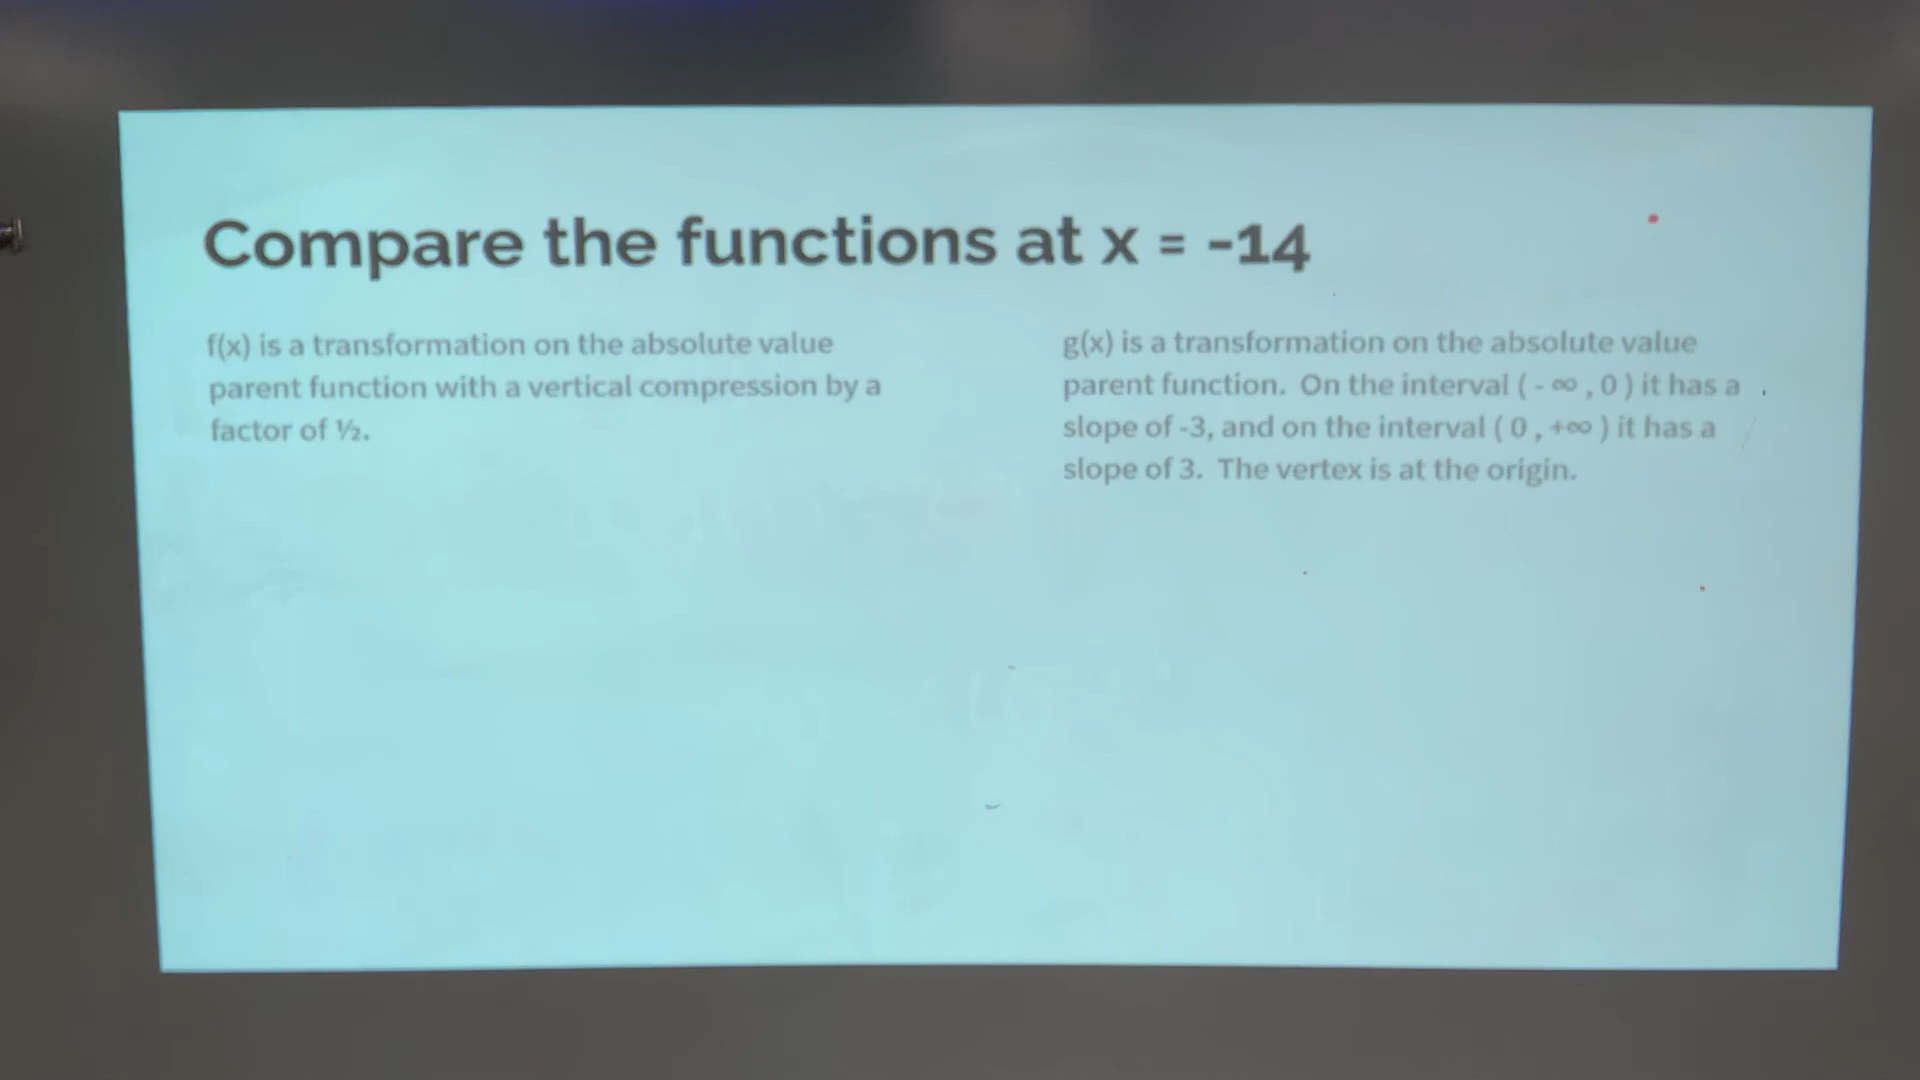 Compare the functions at x = -14
f(x) is a transformation on the absolute value
parent function with a vertical compression by a
factor of ½.
g(x) is a transformation on the absolute value
parent function. On the interval ( - ∞ , 0 ) it has a
slope of -3, and on the interval ( 0 , +∞ ) it has a
slope of 3. The vertex is at the origin.